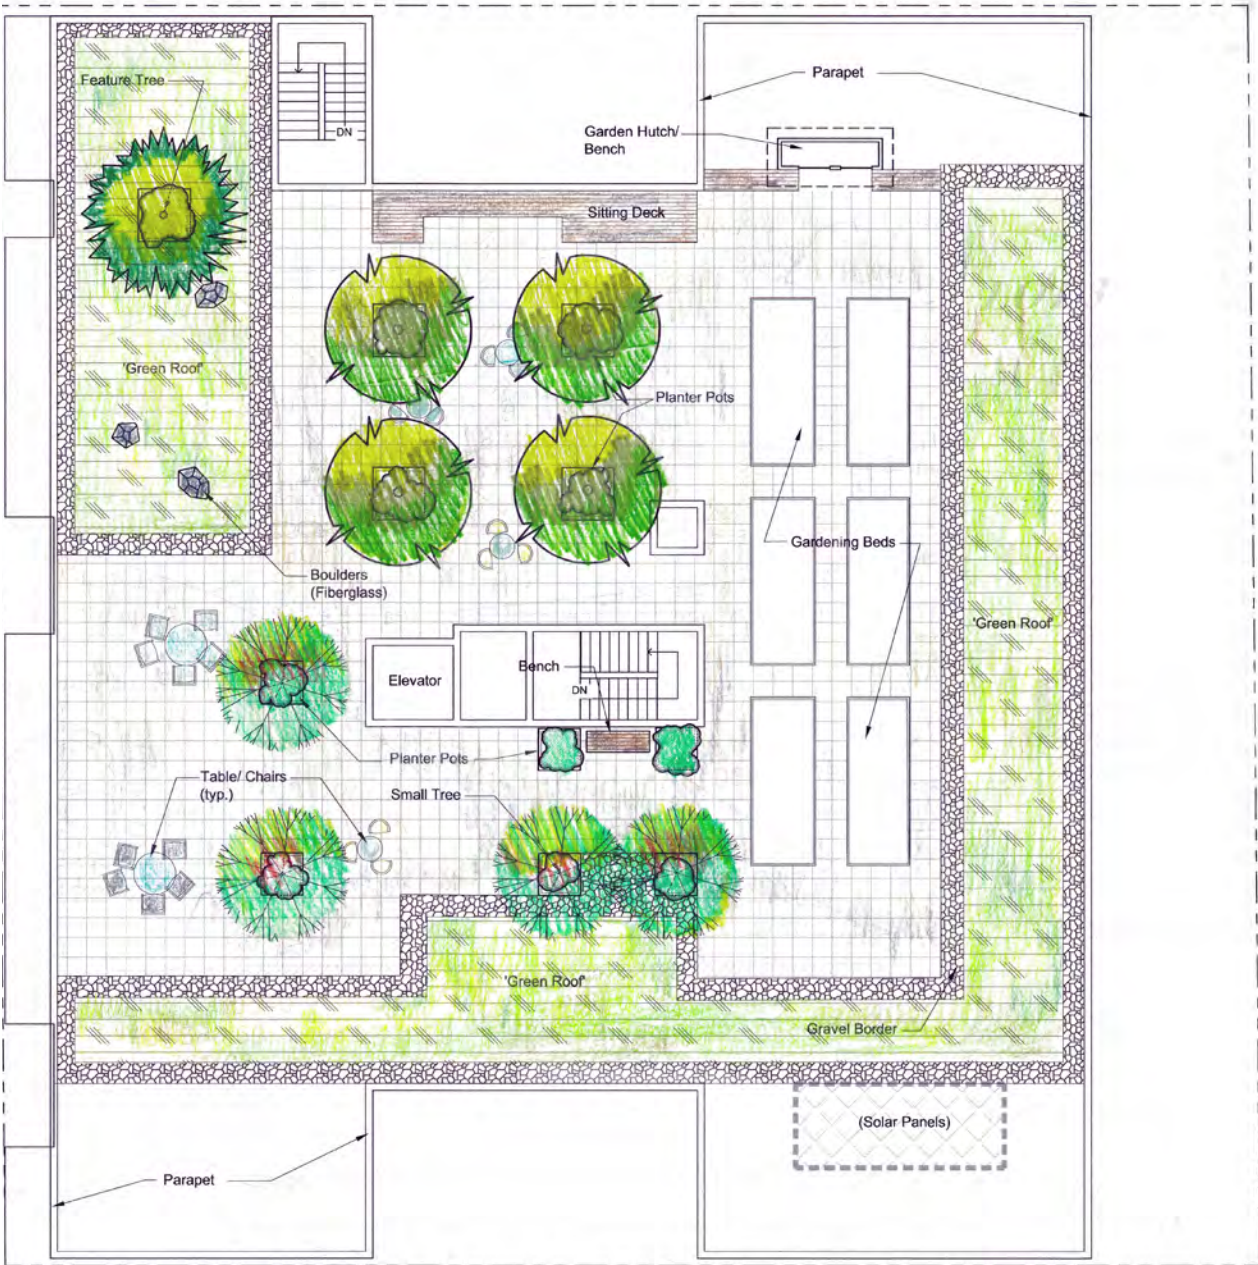 Parapet
Feature Tree
DN
Garden Hutch/
Bench
Sitting Deck
'Green Roof'
Planter Pots
Gardening Beds
Boulders
(Fiberglass)
'Green Roof'
Bench
Elevator
DN
Planter Pots
Table/ Chairs
(typ.)
Small Tree
'Green Roof'
Gravel Border
(Solar Panels)
Parapet